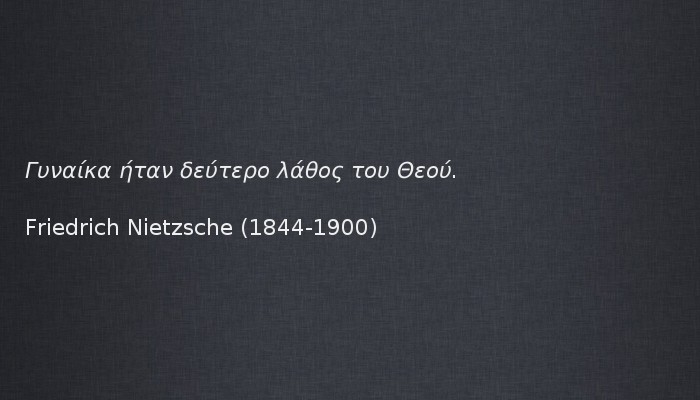 Γυναίκα ήταν δεύτερο λάθος του Θεού.
Friedrich Nietzsche (1844-1900)